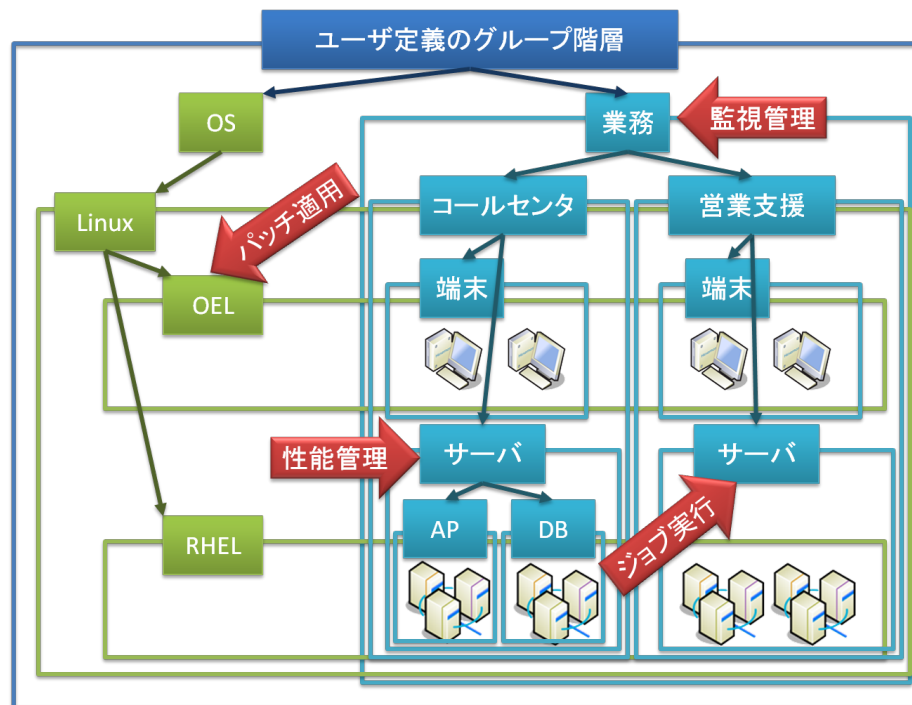 ユーザ定義のグループ階層
OS
業務
監視管理
Linux
パッチ適用
コールセンタ
営業支援
OEL
端末
端末
性能管理
サーバ
サーバ
RHEL
AP
DB
ジョブ実行